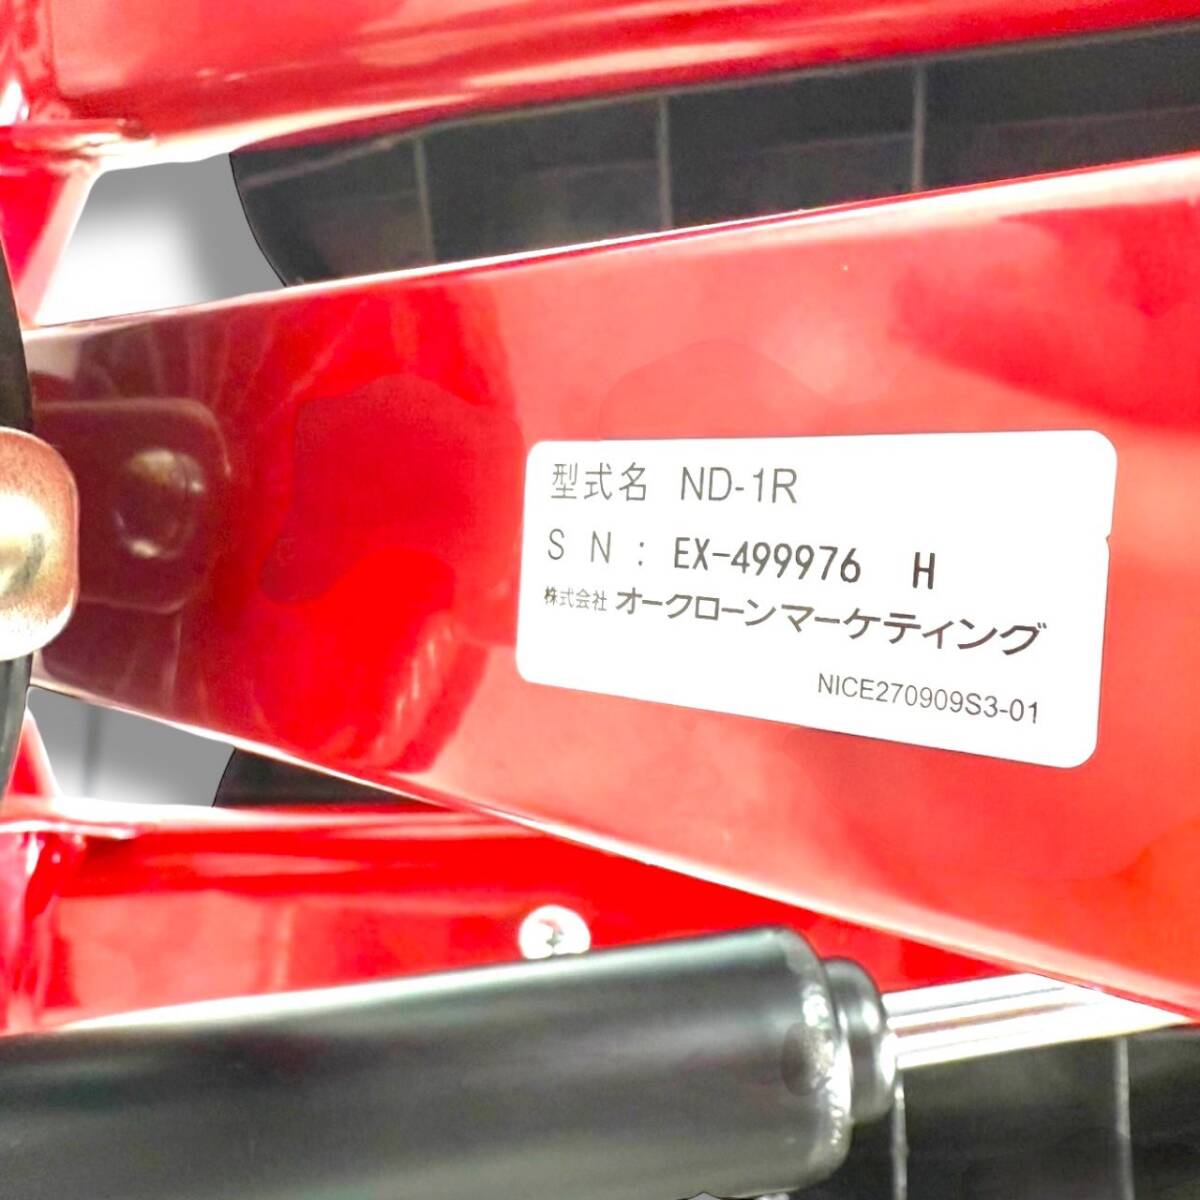 型式名 ND-1R
S N : EX-499976 H
株式会社 オークローンマーケティング
NICE270909S3-01